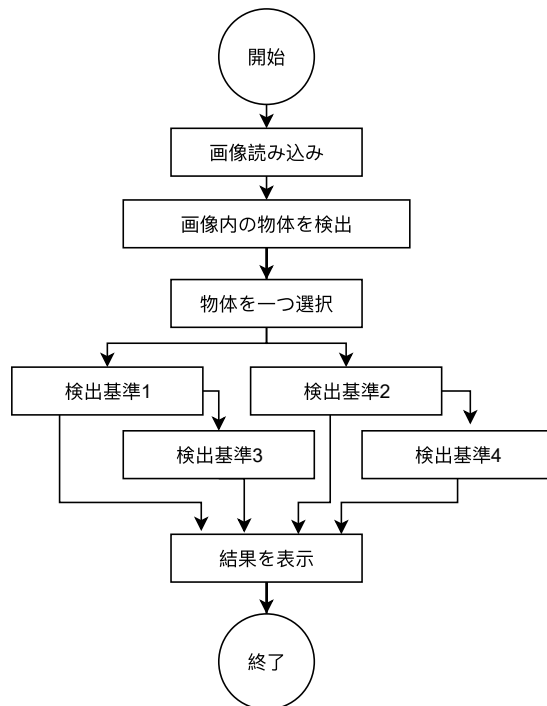 開始
画像読み込み
画像内の物体を検出
物体を一つ選択
検出基準1
検出基準2
検出基準3
検出基準4
結果を表示
終了